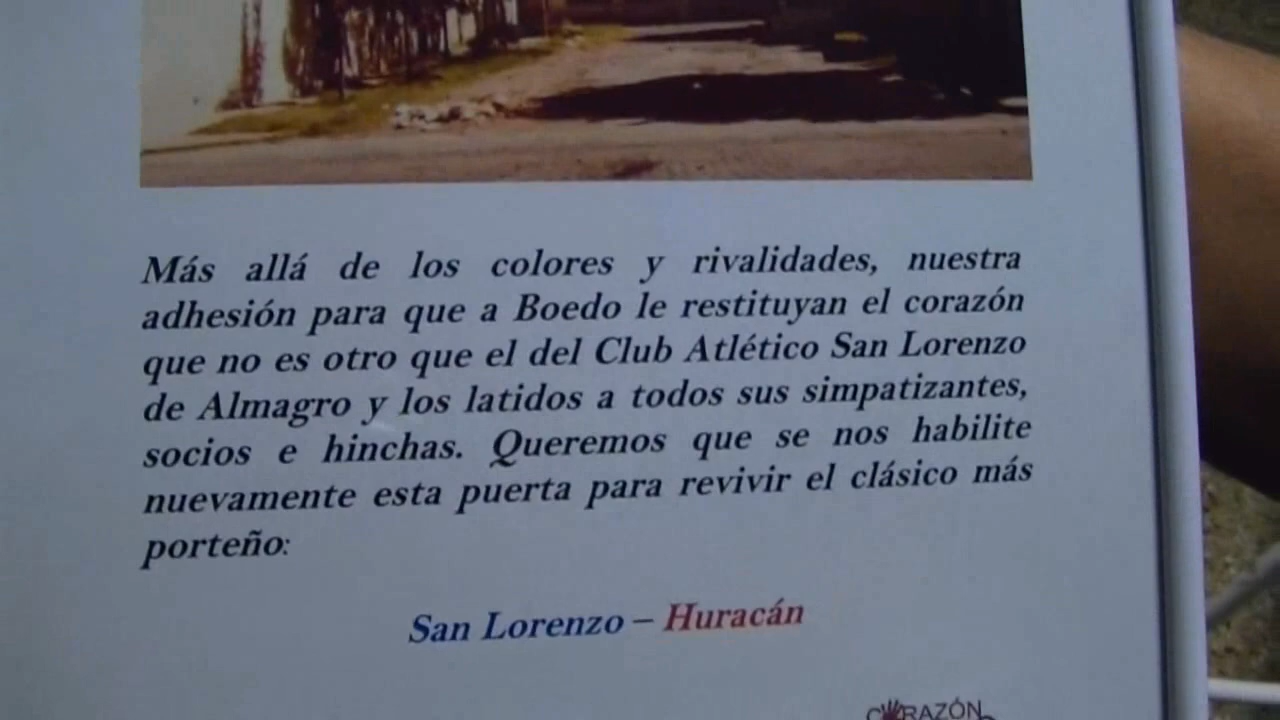 Más allá de los colores y rivalidades, nuestra
adhesión para que a Boedo le restituyan el corazón
que no es otro que el del Club Atlético San Lorenzo
de Almagro y los latidos a todos sus simpatizantes,
socios e hinchas. Queremos que se nos habilite
nuevamente esta puerta para revivir el clásico más
porteño:
San Lorenzo – Huracán
CORAZÓN